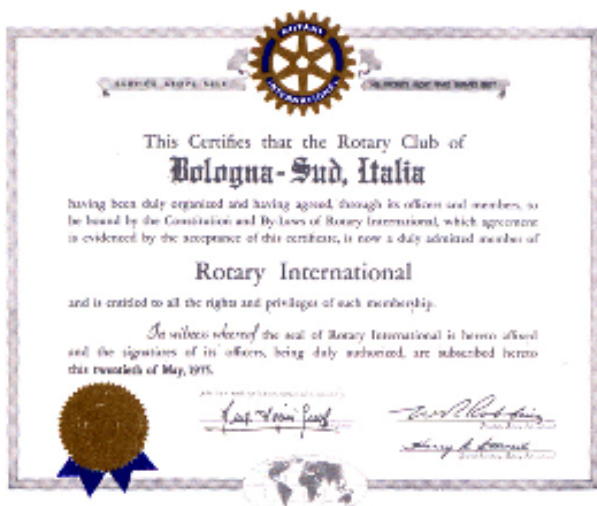 ROTARY
INTERNATIONAL
SERVICE ABOVE SELF
This Certifies that the Rotary Club of
Bologna-Sud, Italia
having been duly organized and having agreed, through its officers and members, to
be bound by the Constitution and By-Laws of Rotary International, which agreement
is evidenced by the acceptance of this certificate, is now a duly admitted member of
Rotary International
and is entitled to all the rights and privileges of such membership.
In witness whereof the seal of Rotary International is hereto affixed
and the signatures of its officers, being duly authorized, are subscribed hereto
this twentieth of May, 1975.